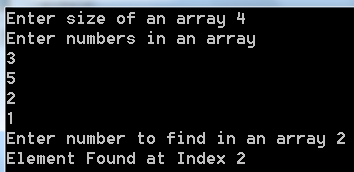 Enter size of an array 4
Enter numbers in an array
3
5
2
1
Enter number to find in an array 2
Element Found at Index 2